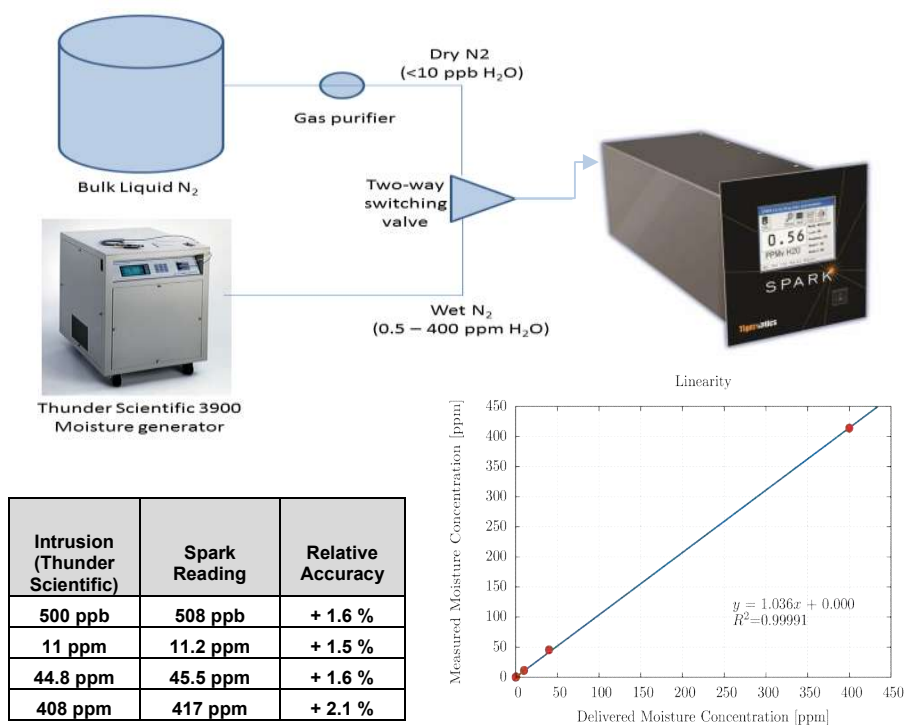 Dry N2
(<10 ppb H₂O)
Gas purifier
Bulk Liquid N₂
Two-way
switching
valve
0.56
PPMv H2O
SPARK
TigerOptics
Wet N₂
(0.5 – 400 ppm H₂O)
Thunder Scientific 3900
Moisture generator
Intrusion
(Thunder
Scientific)
Spark
Reading
Relative
Accuracy
500 ppb 508 ppb + 1.6 %
11 ppm 11.2 ppm + 1.5 %
44.8 ppm 45.5 ppm + 1.6 %
408 ppm 417 ppm + 2.1 %
Linearity
Measured Moisture Concentration [ppm]
450
400
350
300
250
200
150
100
50
0
y = 1.036x + 0.000
R²=0.99991
0 50 100 150 200 250 300 350 400 450
Delivered Moisture Concentration [ppm]